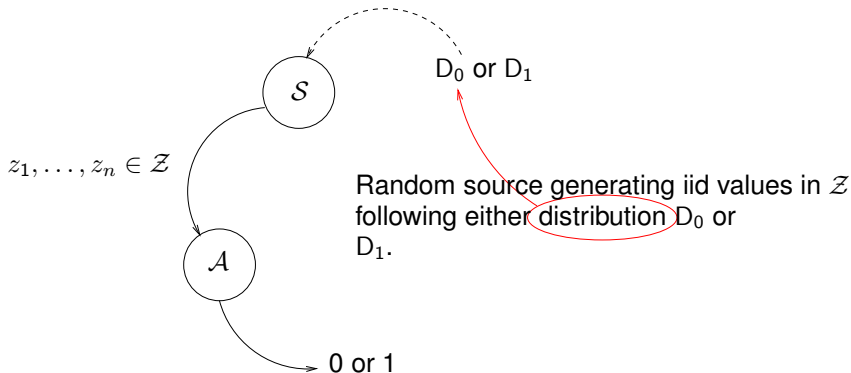 D₀ or D₁
𝒮
z₁, . . . , zₙ ∈ 𝒵
Random source generating iid values in 𝒵
following either distribution D₀ or
D₁.
𝒜
0 or 1